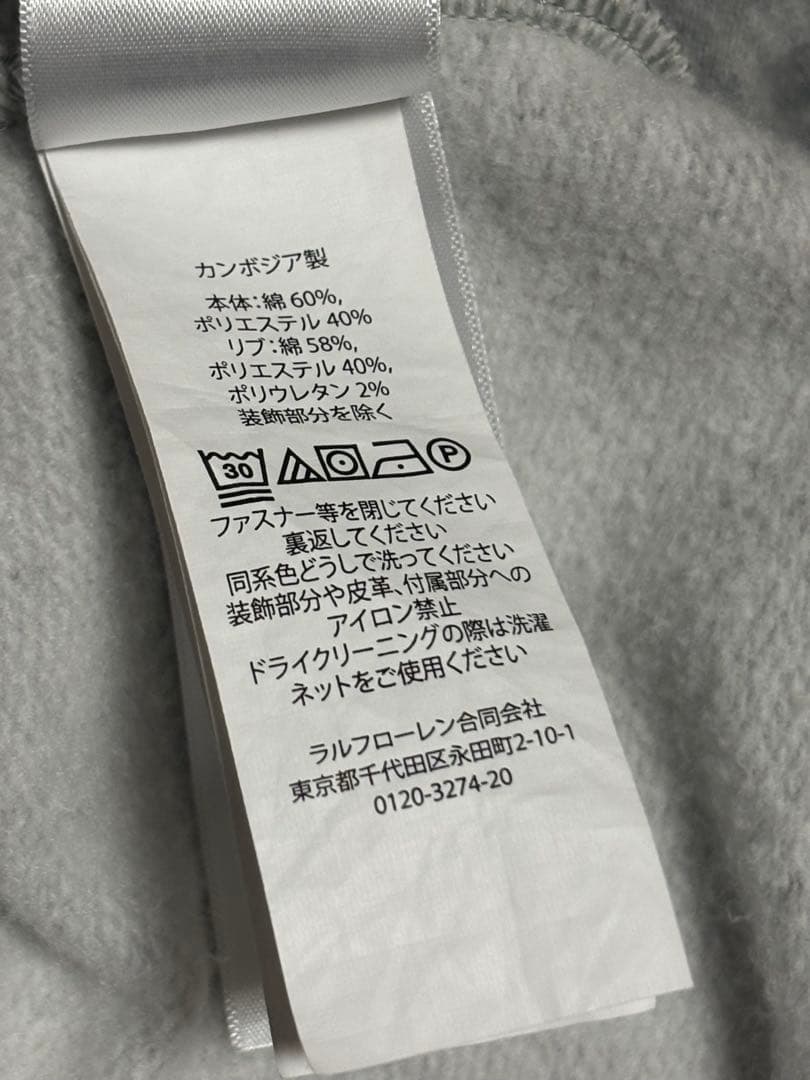 カンボジア製
本体：綿 60%,
ポリエステル 40%
リブ：綿 58%,
ポリエステル 40%,
ポリウレタン 2%
装飾部分を除く
30 P
ファスナー等を閉じてください
裏返してください
同系色どうしで洗ってください
装飾部分や皮革、付属部分への
アイロン禁止
ドライクリーニングの際は洗濯
ネットをご使用ください
ラルフローレン合同会社
東京都千代田区永田町2-10-1
0120-3274-20